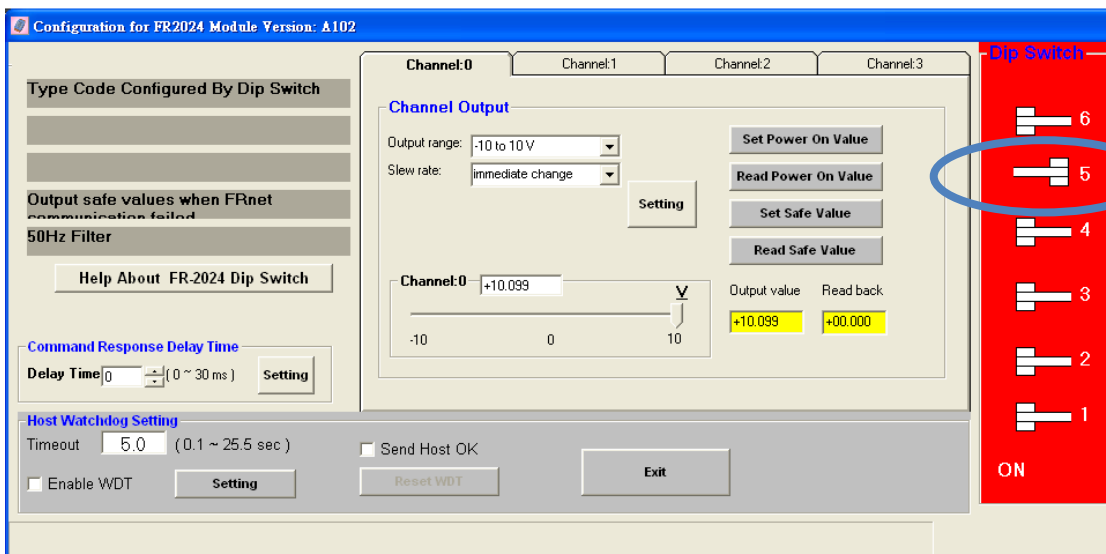 Configuration for FR2024 Module Version: A102
Type Code Configured By Dip Switch
Output safe values when FRnet
communication failed
50Hz Filter
Help About FR-2024 Dip Switch
Command Response Delay Time
Delay Time 0 ( 0 ~ 30 ms ) Setting
Channel:0 Channel:1 Channel:2 Channel:3
Channel Output
Output range: -10 to 10 V
Slew rate: immediate change
Setting
Set Power On Value
Read Power On Value
Set Safe Value
Read Safe Value
Channel:0 +10.099
V
-10 0 10
Output value Read back
+10.099 +00.000
Host Watchdog Setting
Timeout 5.0 ( 0.1 ~ 25.5 sec )
Enable WDT Setting
Send Host OK
Reset WDT
Exit
Dip Switch
6
5
4
3
2
1
ON